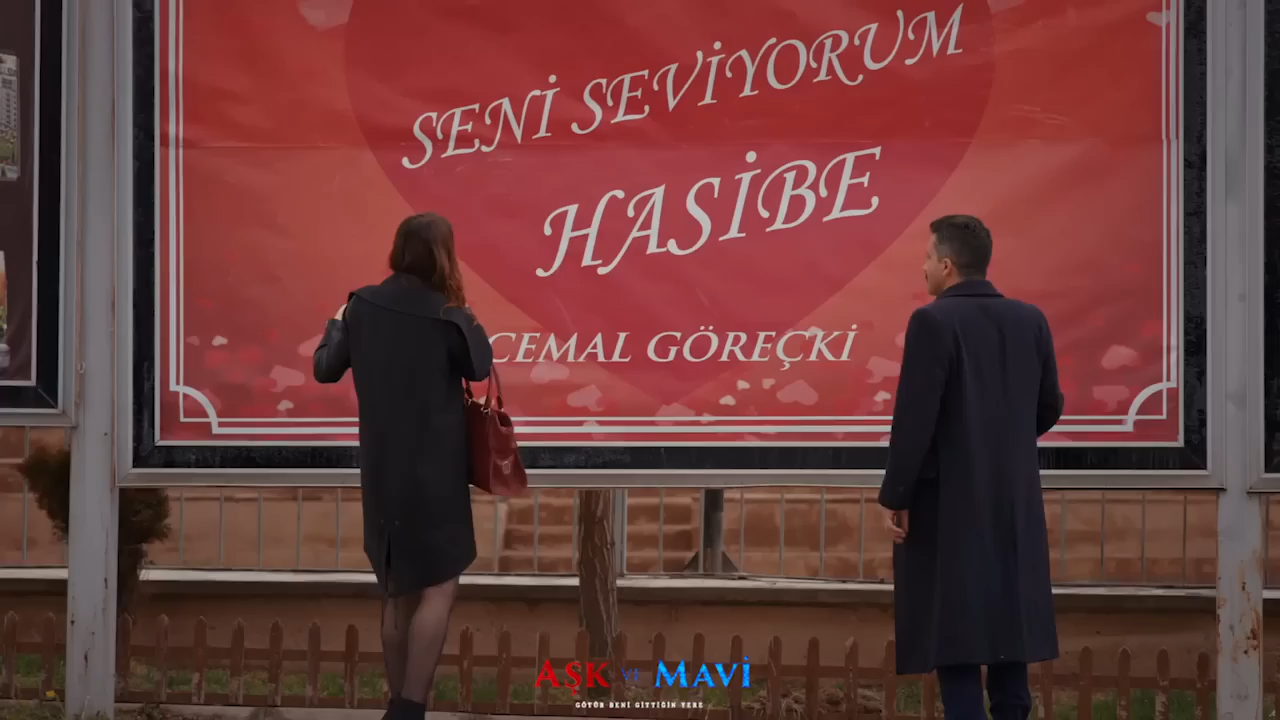 SENİ SEVİYORUM
HASİBE
CEMAL GÖREÇKİ
AŞK VE MAVİ
GÖTÜR BENİ GİTTİĞİN YERE